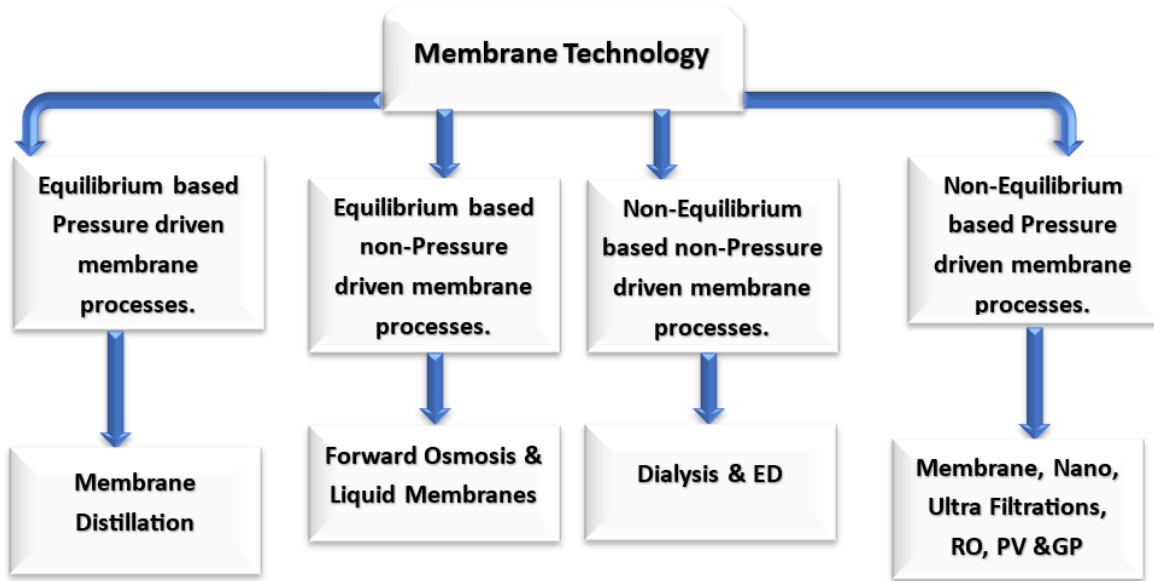 Membrane Technology
Equilibrium based
Pressure driven
membrane
processes.
Equilibrium based
non-Pressure
driven membrane
processes.
Non-Equilibrium
based non-Pressure
driven membrane
processes.
Non-Equilibrium
based Pressure
driven membrane
processes.
Membrane
Distillation
Forward Osmosis &
Liquid Membranes
Dialysis & ED
Membrane, Nano,
Ultra Filtrations,
RO, PV &GP